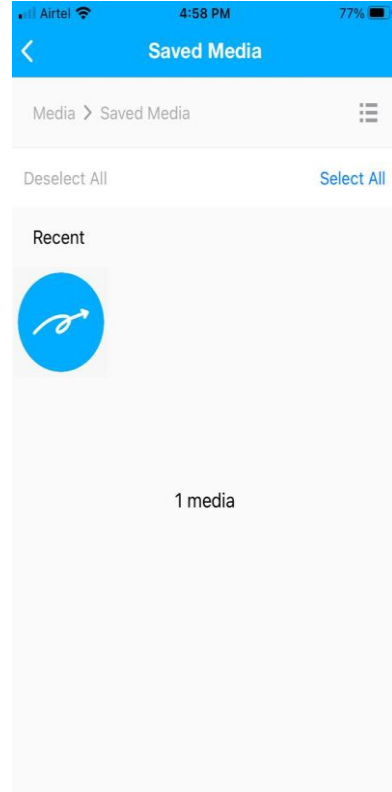 Airtel 4:58 PM 77%
Saved Media
Media > Saved Media
Deselect All Select All
Recent
1 media